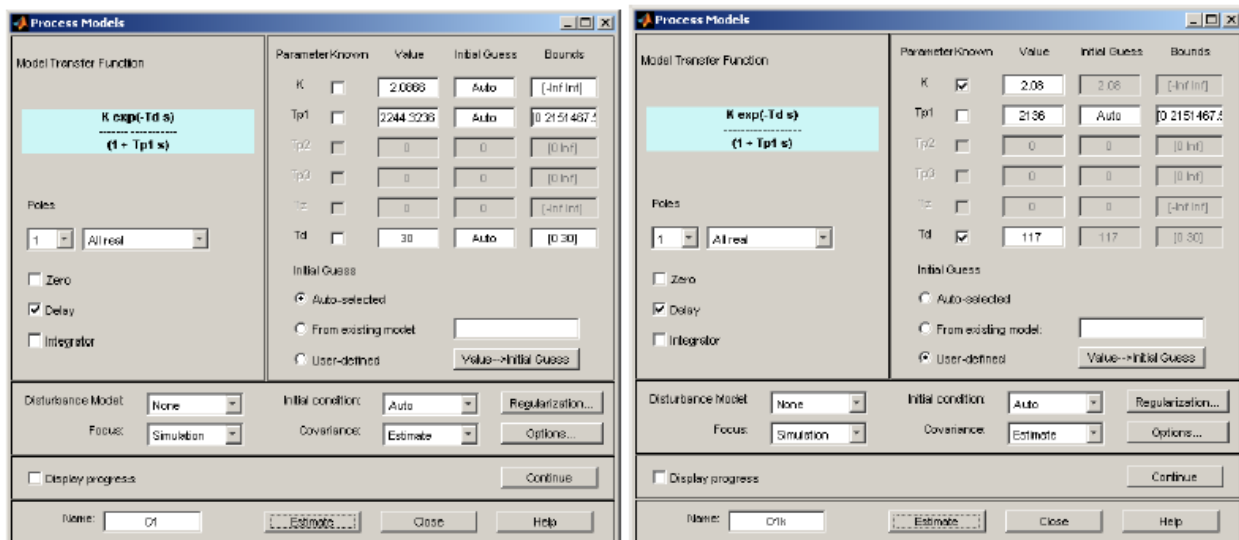 Process Models
Model Transfer Function
K exp(-Td s)
(1 + Tp1 s)
Poles
1 All real
Zero
Delay
Integrator
Parameter Known Value Initial Guess Bounds
K Auto [-Inf Inf]
Tp1 2244.3236 Auto
Tp2 0 0 [0 Inf]
Tp3 0 0 [0 Inf]
Tz 0 0 [-Inf Inf]
Td 30 Auto [0 30]
Initial Guess
Auto-selected
From existing model:
User-defined Value-->Initial Guess
Disturbance Model: None Initial condition: Auto Regularization...
Focus: Simulation Covariance: Estimate Options...
Display progress Continue
Name: Estimate Close Help
Process Models
Model Transfer Function
K exp(-Td s)
(1 + Tp1 s)
Poles
1 All real
Zero
Delay
Integrator
Parameter Known Value Initial Guess Bounds
K 2.08 2.08 [-Inf Inf]
Tp1 2136 Auto
Tp2 0 0 [0 Inf]
Tp3 0 0 [0 Inf]
Tz 0 0 [-Inf Inf]
Td 117 117 [0 30]
Initial Guess
Auto-selected
From existing model:
User-defined Value-->Initial Guess
Disturbance Model: None Initial condition: Auto Regularization...
Focus: Simulation Covariance: Estimate Options...
Display progress Continue
Name: Estimate Close Help